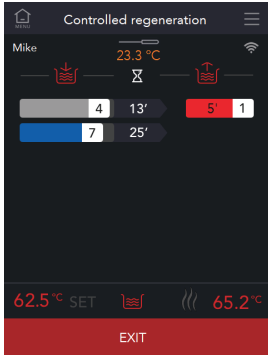 MENU
Controlled regeneration
Mike
23.3 °C
4 13’ 5’ 1
7 25’
62.5°C SET 65.2°C
EXIT